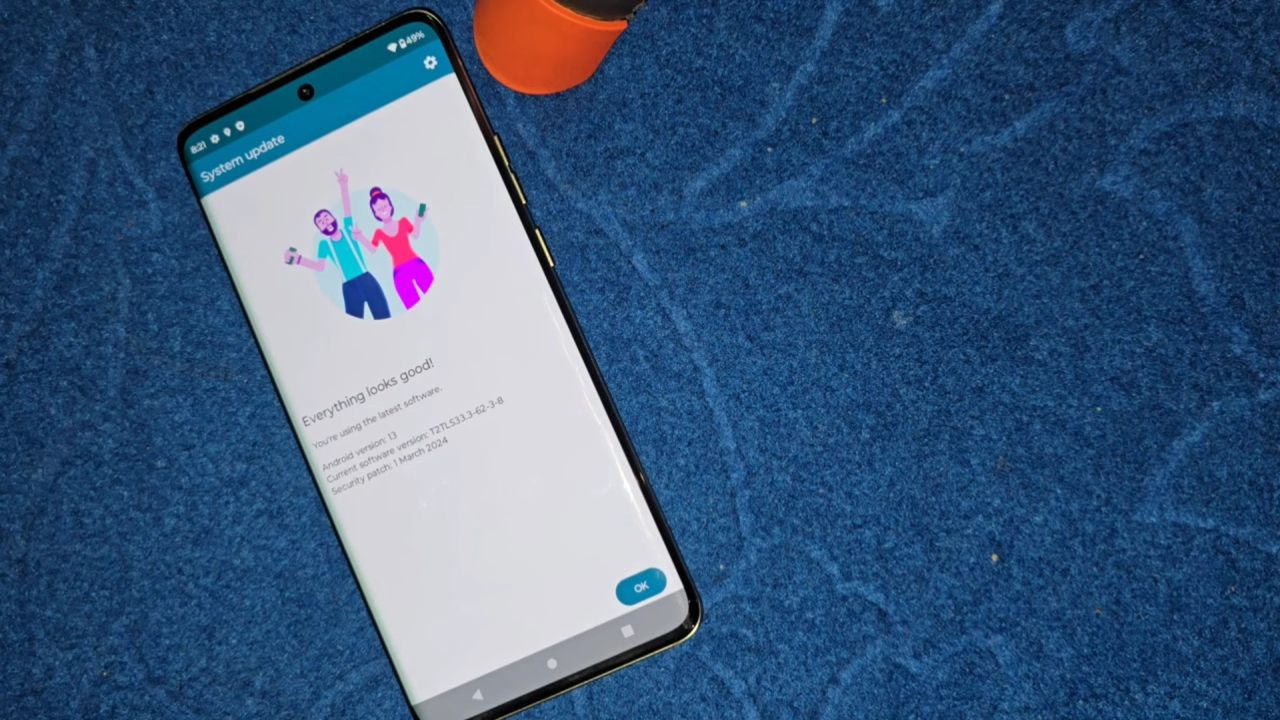 8:21 49%
System update
Everything looks good!
You're using the latest software.
Android version: 13
Current software version: T2TLS33.3-62-3-8
Security patch: 1 March 2024
OK